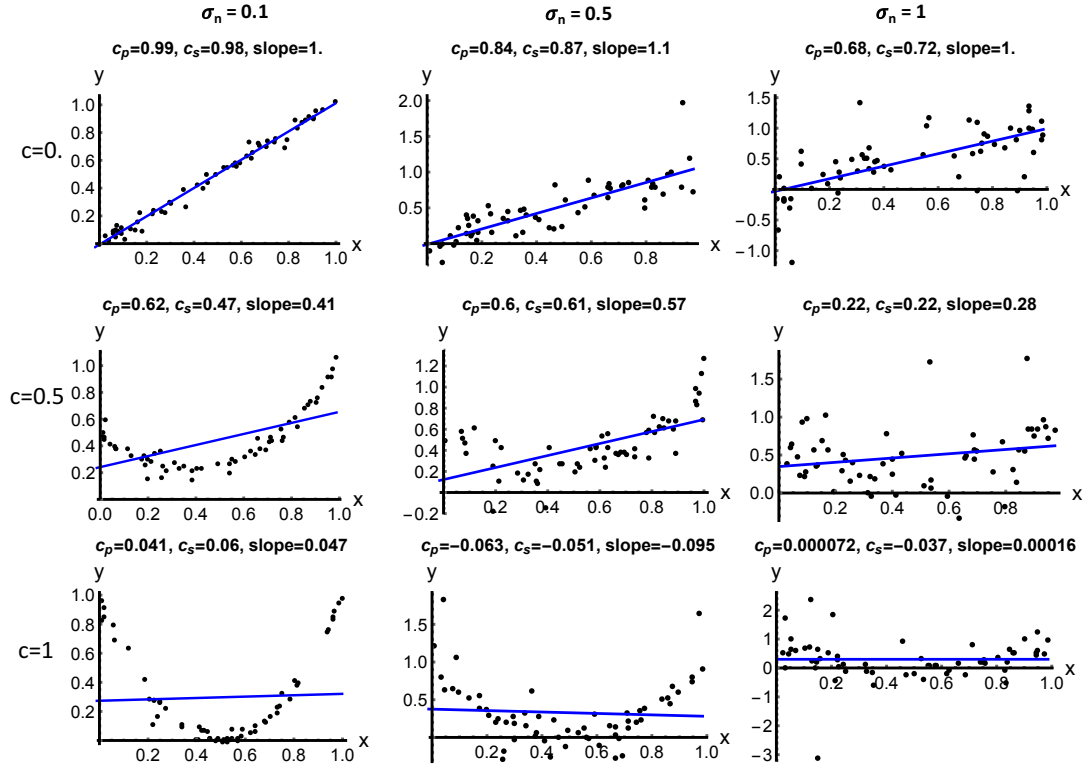 σn = 0.1 σn = 0.5 σn = 1
cp=0.99, cs=0.98, slope=1. cp=0.84, cs=0.87, slope=1.1 cp=0.68, cs=0.72, slope=1.
y y y
1.0 0.8 0.6 0.4 0.2
0.2 0.4 0.6 0.8 1.0 x
2.0 1.5 1.0 0.5
0.2 0.4 0.6 0.8 x
1.5 1.0 0.5 −0.5 −1.0
0.2 0.4 0.6 0.8 1.0 x
c=0.
cp=0.62, cs=0.47, slope=0.41 cp=0.6, cs=0.61, slope=0.57 cp=0.22, cs=0.22, slope=0.28
y y y
1.0 0.8 0.6 0.4 0.2
0.0 0.2 0.4 0.6 0.8 1.0 x
1.2 1.0 0.8 0.6 0.4 0.2 −0.2
0.2 0.4 0.6 0.8 1.0 x
1.5 1.0 0.5 0.0
0.2 0.4 0.6 0.8 x
c=0.5
cp=0.041, cs=0.06, slope=0.047 cp=−0.063, cs=−0.051, slope=−0.095 cp=0.000072, cs=−0.037, slope=0.00016
y y y
1.0 0.8 0.6 0.4 0.2
0.2 0.4 0.6 0.8 1.0 x
1.5 1.0 0.5
0.2 0.4 0.6 0.8 1.0 x
2 1 0 −1 −2 −3
0.2 0.4 0.6 0.8 1.0 x
c=1